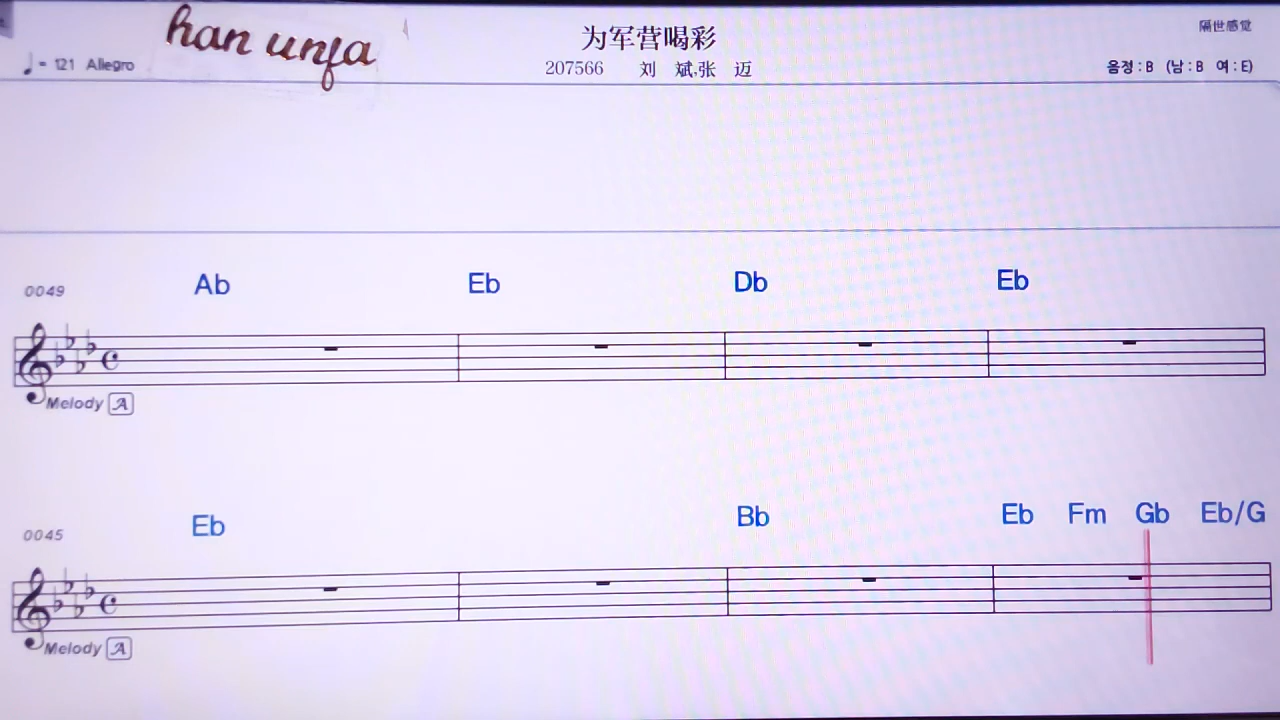 han unfa
为军营喝彩
隔世感觉
♩= 121 Allegro
207566 刘 斌,张 迈
음정 : B (남 : B 여 : E)
0049 Ab Eb Db Eb
Melody A
0045 Eb Bb Eb Fm Gb Eb/G
Melody A